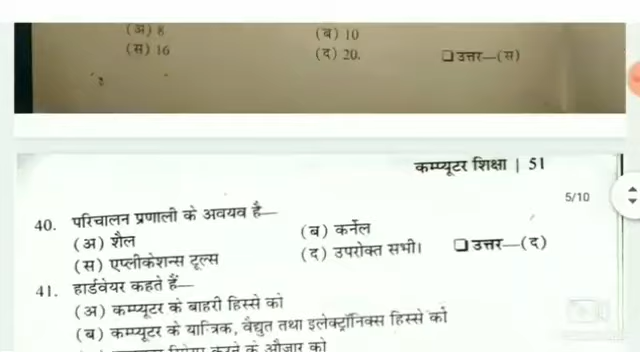 (अ) 8
(ब) 10
(स) 16
(द) 20.
❑ उत्तर—(स)
कम्प्यूटर शिक्षा | 51
5/10
40. परिचालन प्रणाली के अवयव हैं—
(अ) शैल
(ब) कर्नेल
(स) एप्लीकेशन्स टूल्स
(द) उपरोक्त सभी।
❑ उत्तर—(द)
41. हार्डवेयर कहते हैं—
(अ) कम्प्यूटर के बाहरी हिस्से को
(ब) कम्प्यूटर के यान्त्रिक, वैद्युत तथा इलेक्ट्रॉनिक्स हिस्से को
करने के औजार को